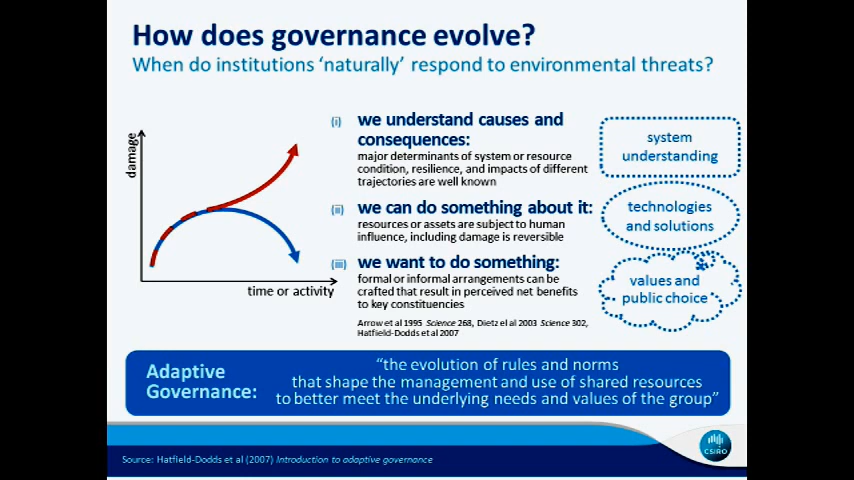 How does governance evolve?
When do institutions ‘naturally’ respond to environmental threats?
damage
time or activity
(i) we understand causes and
consequences:
major determinants of system or resource
condition, resilience, and impacts of different
trajectories are well known
system
understanding
(ii) we can do something about it:
resources or assets are subject to human
influence, including damage is reversible
technologies
and solutions
(iii) we want to do something:
formal or informal arrangements can be
crafted that result in perceived net benefits
to key constituencies
values and
public choice
Arrow et al 1995 Science 268, Dietz el al 2003 Science 302,
Hatfield-Dodds et al 2007
Adaptive
Governance:
“the evolution of rules and norms
that shape the management and use of shared resources
to better meet the underlying needs and values of the group”
CSIRO
Source: Hatfield-Dodds et al (2007) Introduction to adaptive governance